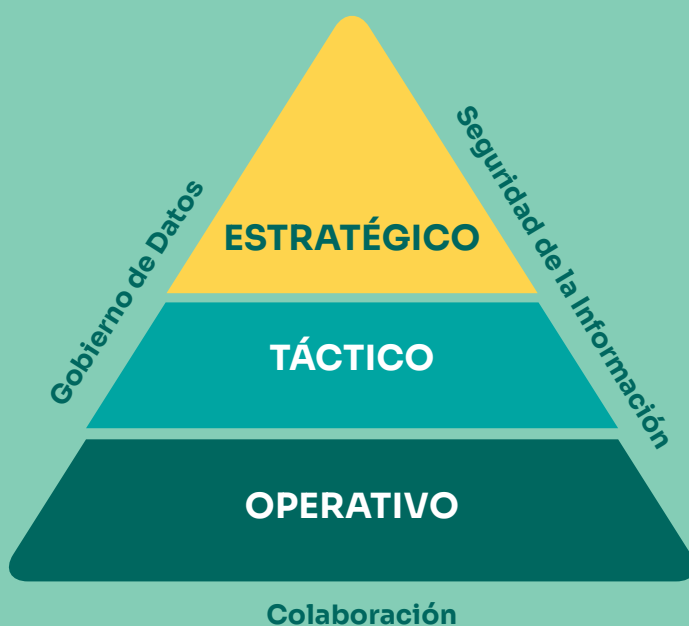 Gobierno de Datos
Seguridad de la Información
ESTRATÉGICO
TÁCTICO
OPERATIVO
Colaboración